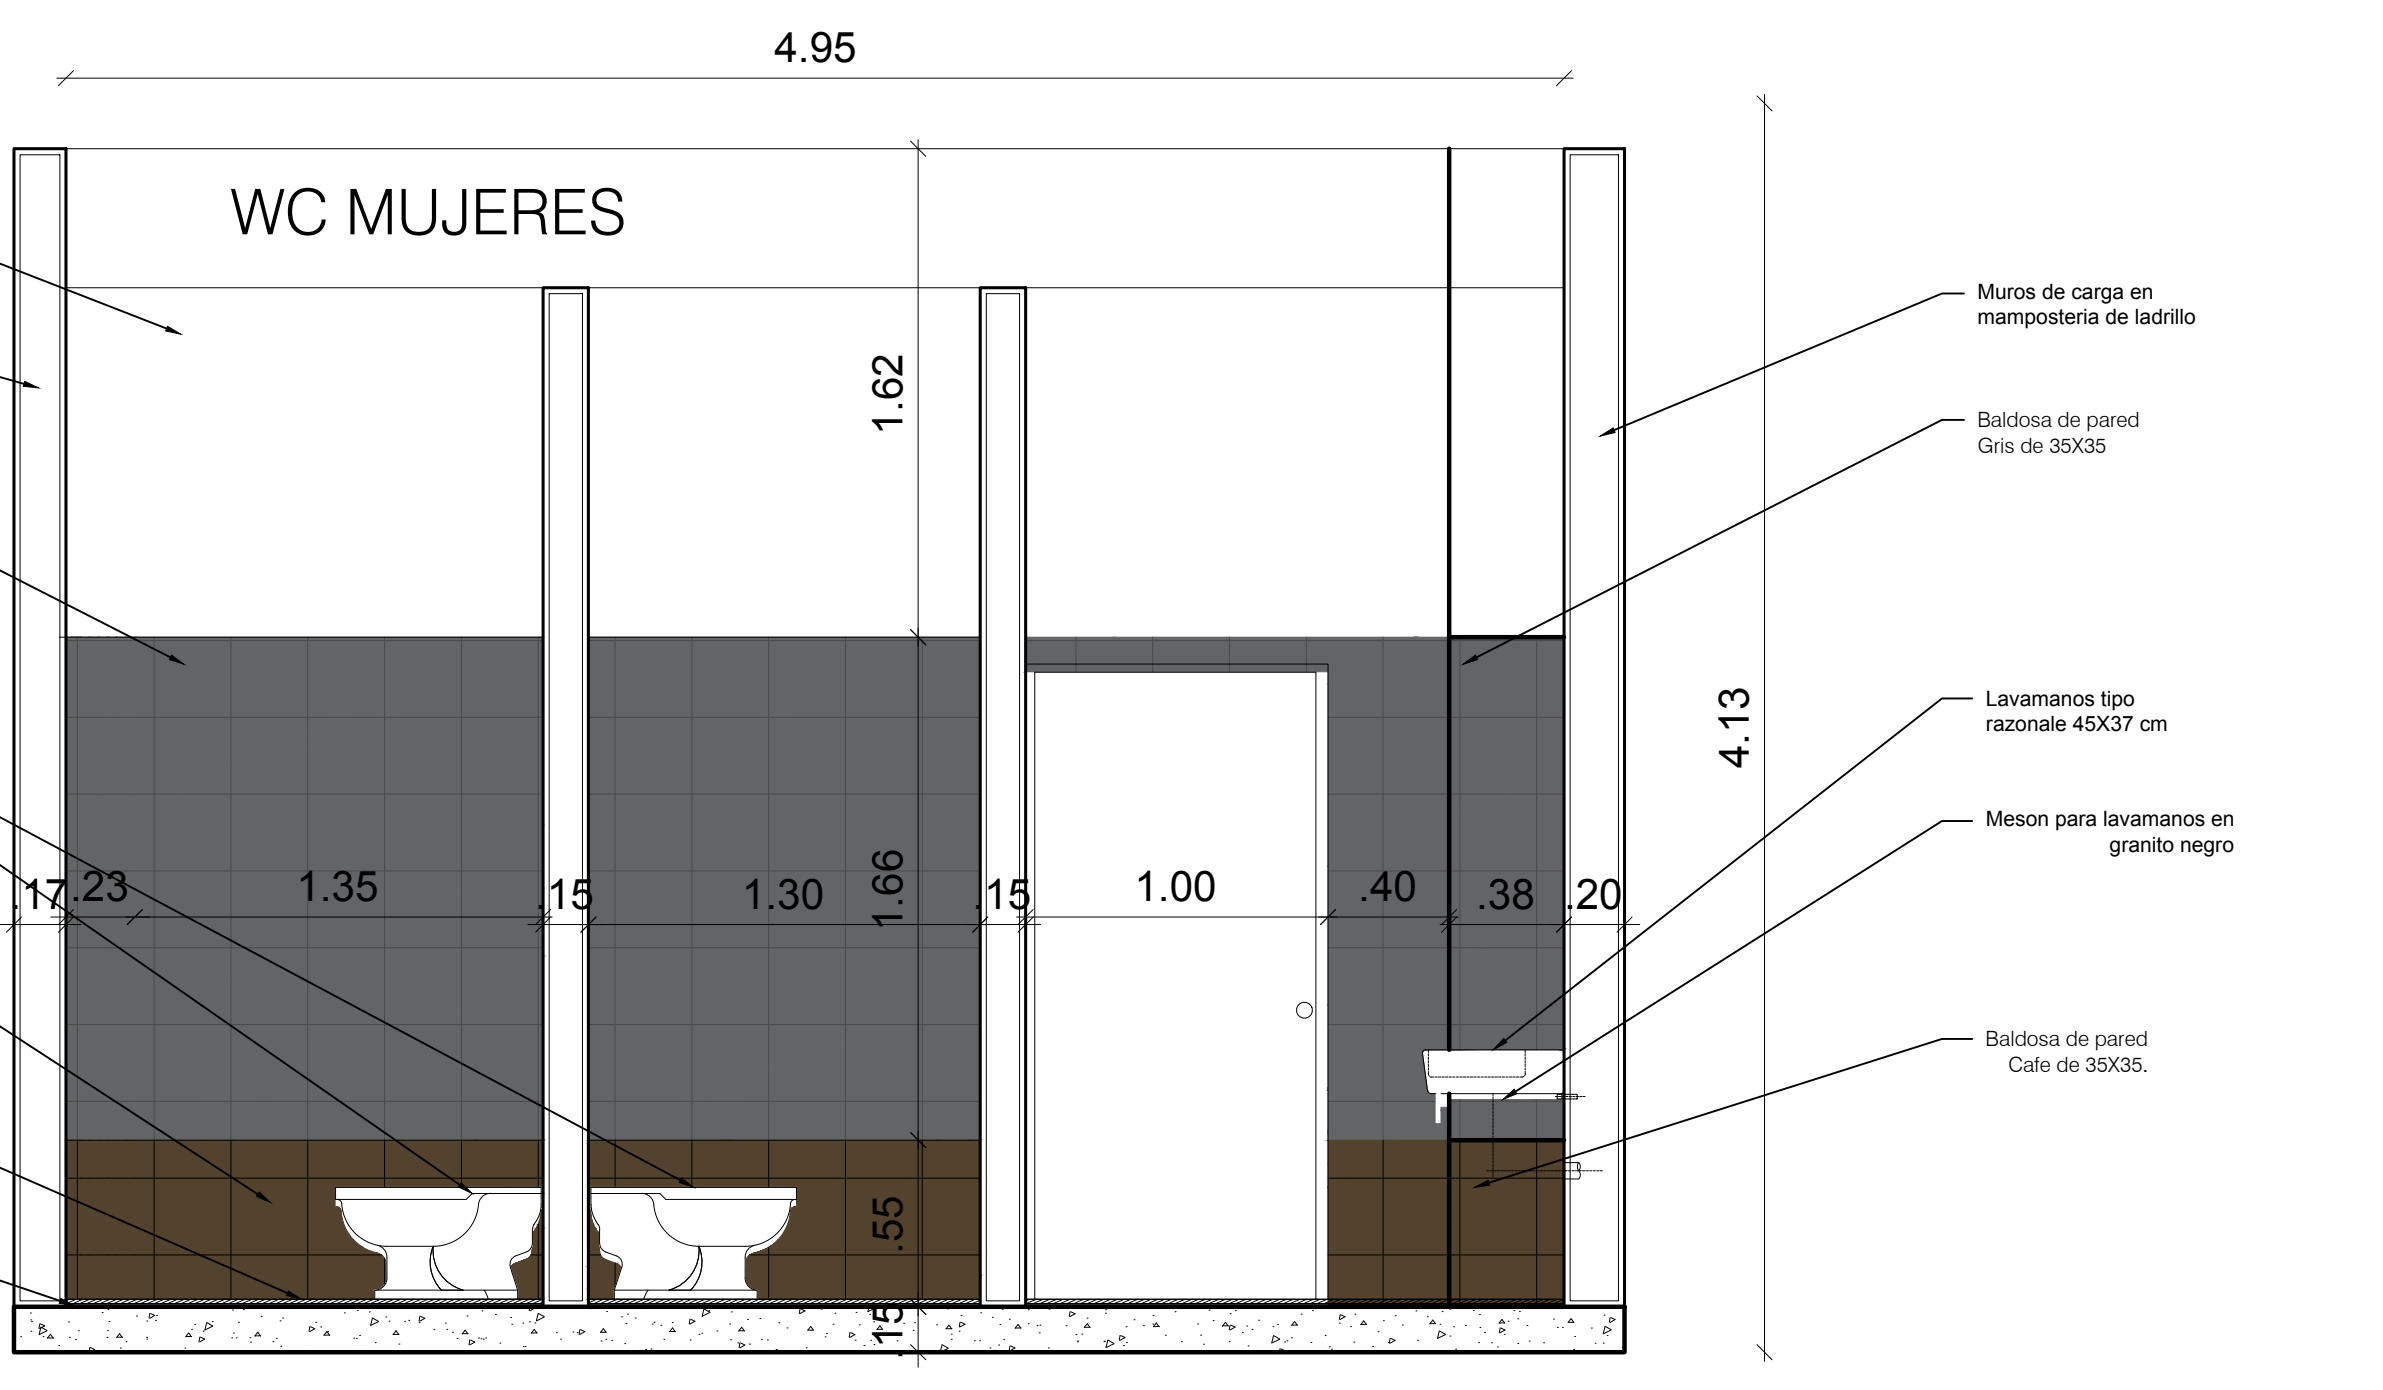 4.95
WC MUJERES
1.62
Muros de carga en
mamposteria de ladrillo
Baldosa de pared
Gris de 35X35
4.13
Lavamanos tipo
razonale 45X37 cm
Meson para lavamanos en
granito negro
.17
.23
1.35
.15
1.30
1.66
.15
1.00
.40
.38
.20
Baldosa de pared
Cafe de 35X35.
.55
.15